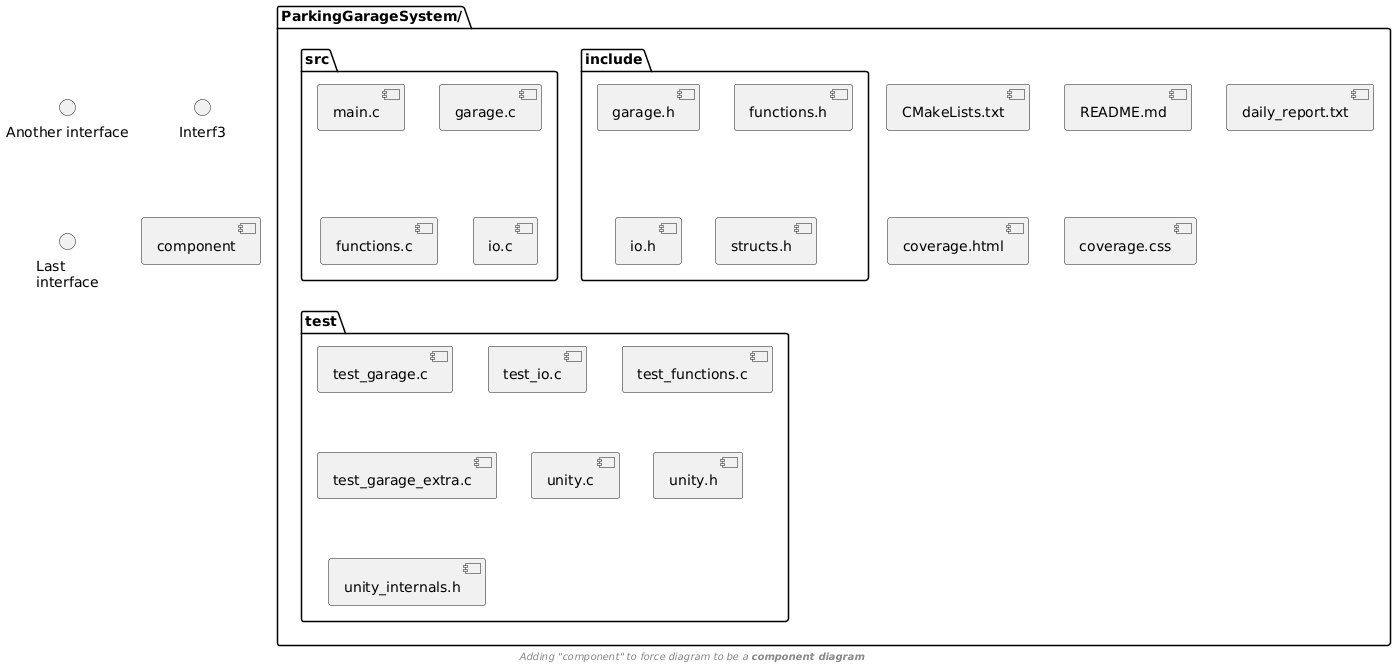 ParkingGarageSystem/
src
include
main.c
garage.c
garage.h
functions.h
CMakeLists.txt
README.md
daily_report.txt
Another interface
Interf3
functions.c
io.c
io.h
structs.h
coverage.html
coverage.css
component
Last
interface
test
test_garage.c
test_io.c
test_functions.c
test_garage_extra.c
unity.c
unity.h
unity_internals.h
Adding "component" to force diagram to be a component diagram